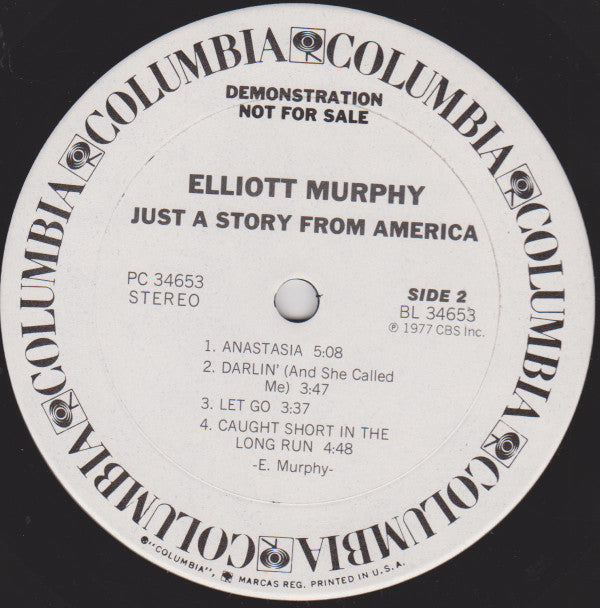 COLUMBIA COLUMBIA COLUMBIA COLUMBIA COLUMBIA COLUMBIA COLUMBIA COLUMBIA
DEMONSTRATION
NOT FOR SALE
ELLIOTT MURPHY
JUST A STORY FROM AMERICA
PC 34653
STEREO
SIDE 2
BL 34653
℗ 1977 CBS Inc.
1. ANASTASIA 5:08
2. DARLIN' (And She Called
Me) 3:47
3. LET GO 3:37
4. CAUGHT SHORT IN THE
LONG RUN 4:48
-E. Murphy-
®"COLUMBIA", MARCAS REG. PRINTED IN U.S.A.